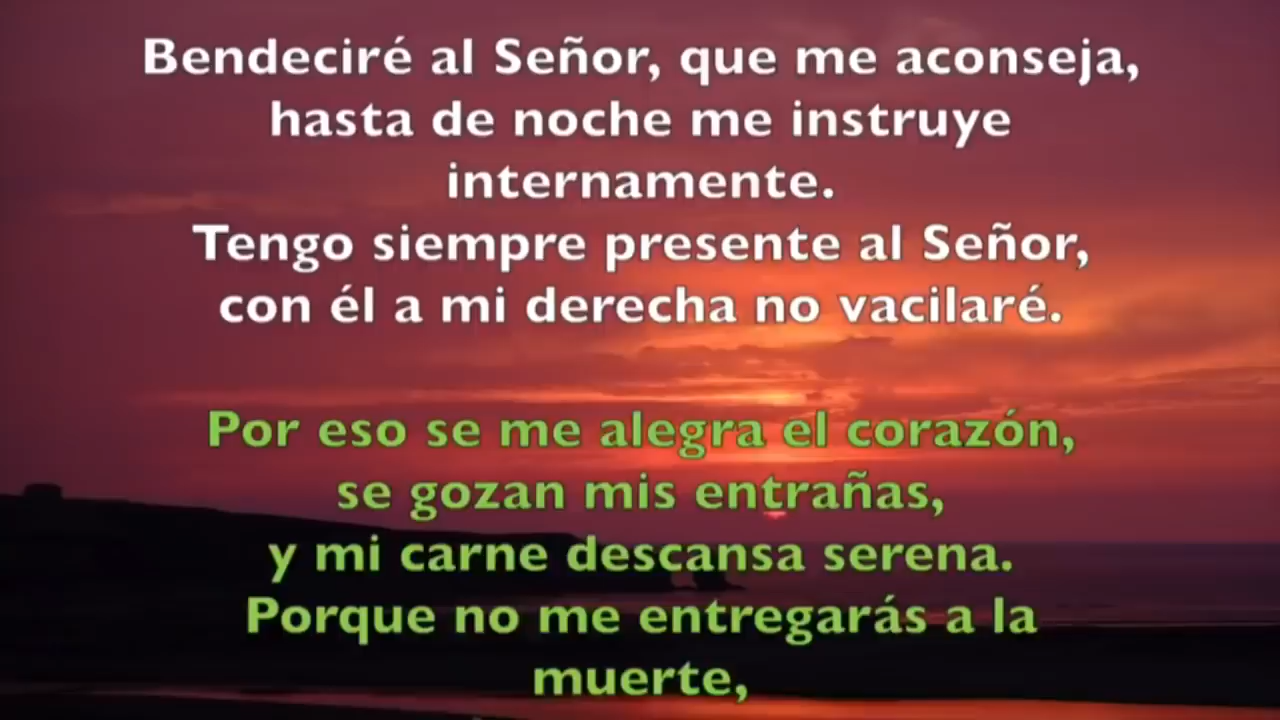 Bendeciré al Señor, que me aconseja,
hasta de noche me instruye
internamente.
Tengo siempre presente al Señor,
con él a mi derecha no vacilaré.
Por eso se me alegra el corazón,
se gozan mis entrañas,
y mi carne descansa serena.
Porque no me entregarás a la
muerte,